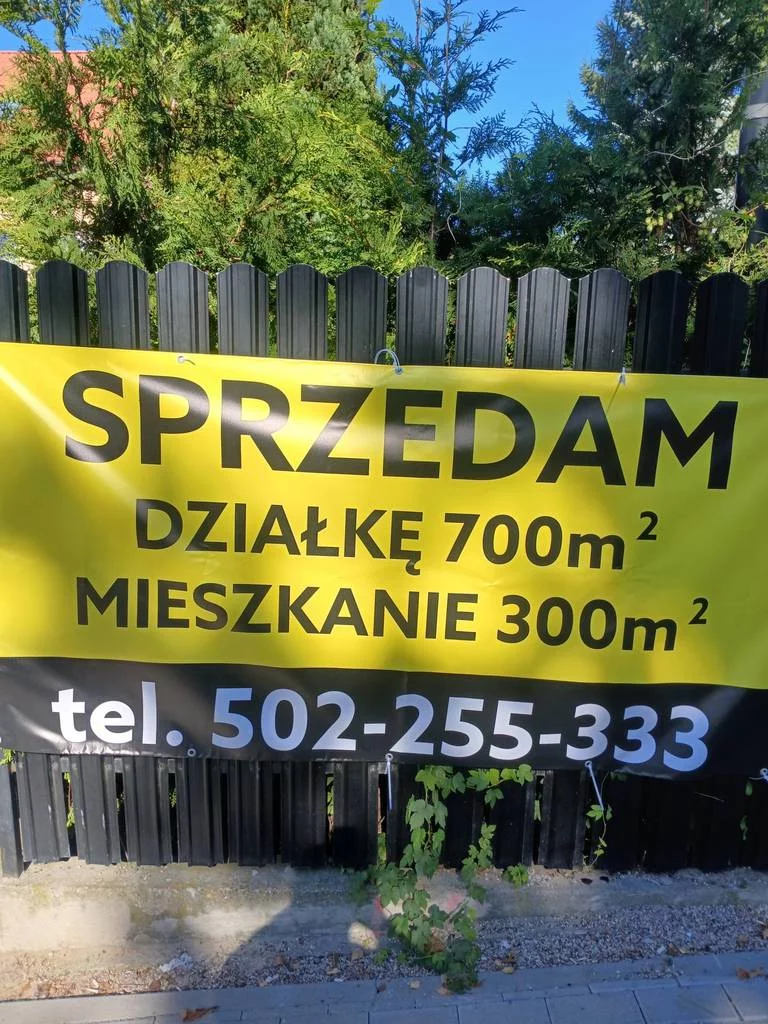 SPRZEDAM
DZIAŁKĘ 700m²
MIESZKANIE 300m²
tel. 502-255-333